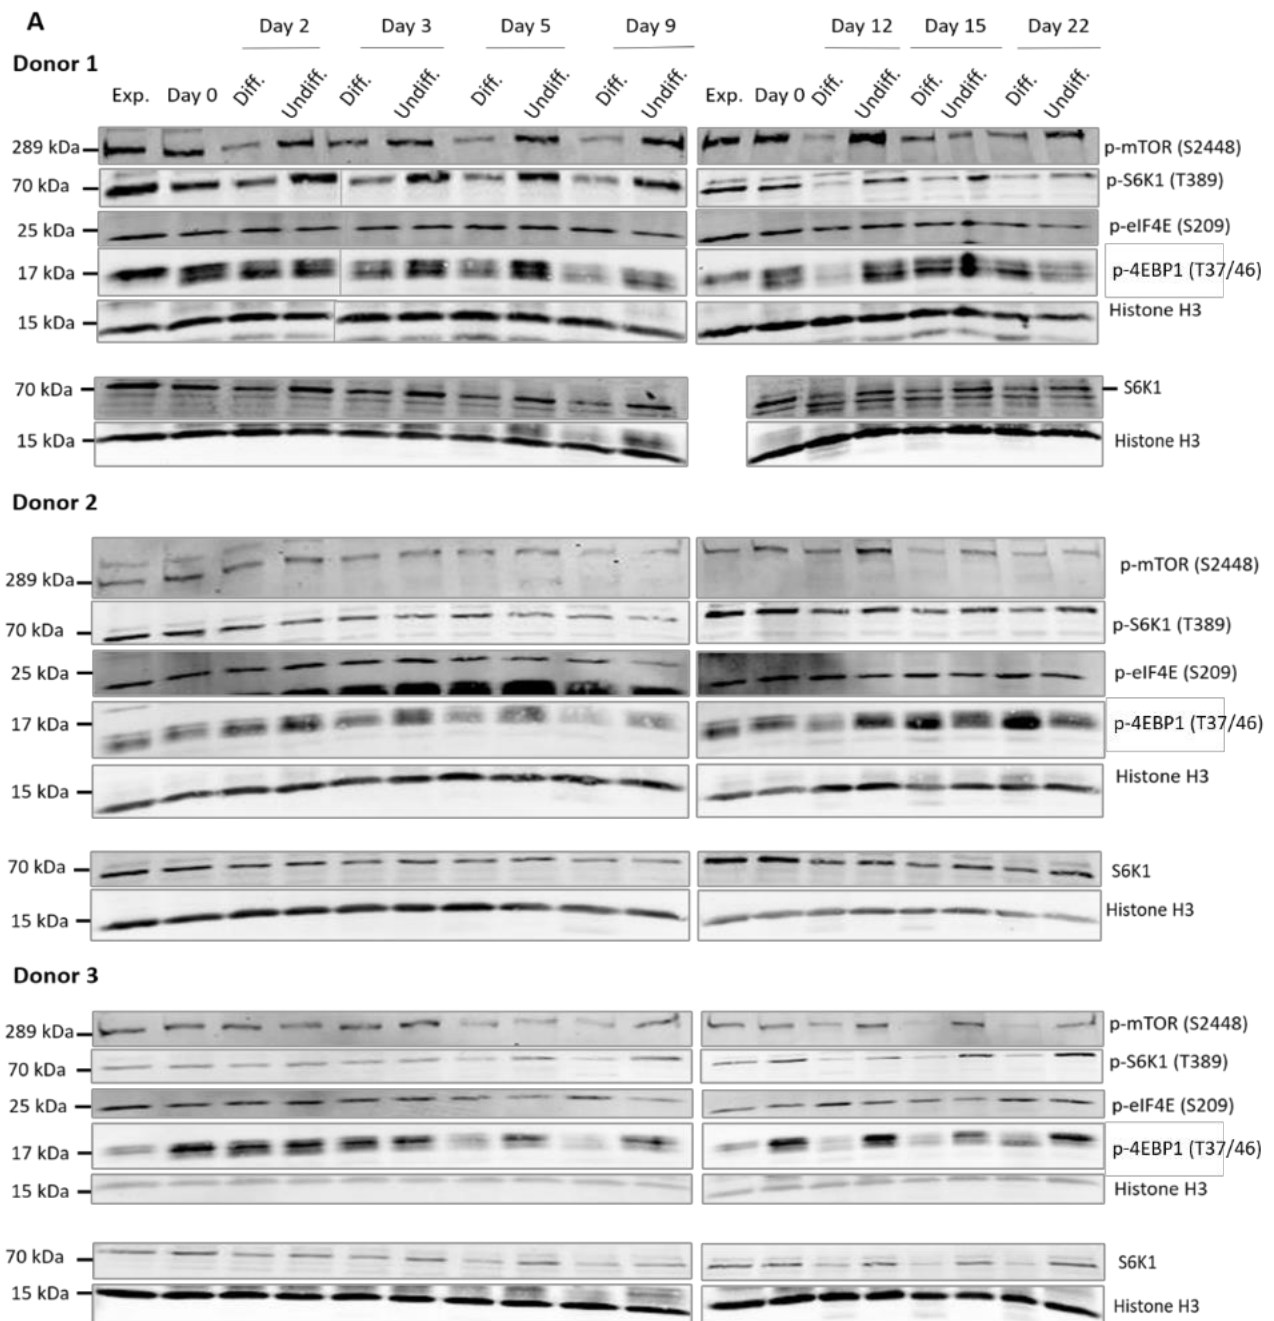 A
Day 2 Day 3 Day 5 Day 9 Day 12 Day 15 Day 22
Donor 1
Exp. Day 0 Diff. Undiff. Diff. Undiff. Diff. Undiff. Diff. Undiff. Exp. Day 0 Diff. Undiff. Diff. Undiff. Diff. Undiff.
289 kDa p-mTOR (S2448)
70 kDa p-S6K1 (T389)
25 kDa p-eIF4E (S209)
17 kDa p-4EBP1 (T37/46)
15 kDa Histone H3
70 kDa S6K1
15 kDa Histone H3
Donor 2
289 kDa p-mTOR (S2448)
70 kDa p-S6K1 (T389)
25 kDa p-eIF4E (S209)
17 kDa p-4EBP1 (T37/46)
15 kDa Histone H3
70 kDa S6K1
15 kDa Histone H3
Donor 3
289 kDa p-mTOR (S2448)
70 kDa p-S6K1 (T389)
25 kDa p-eIF4E (S209)
17 kDa p-4EBP1 (T37/46)
15 kDa Histone H3
70 kDa S6K1
15 kDa Histone H3